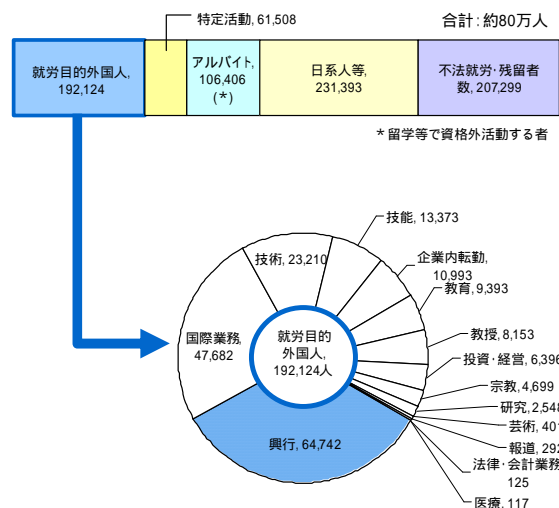 特定活動, 61,508
合計：約80万人
就労目的外国人,
192,124
アルバイト,
106,406
(*)
日系人等,
231,393
不法就労・残留者
数, 207,299
*留学等で資格外活動する者
技能, 13,373
技術, 23,210
企業内転勤,
10,993
教育, 9,393
国際業務,
47,682
就労目的
外国人,
192,124人
教授, 8,153
投資・経営, 6,396
宗教, 4,699
研究, 2,548
芸術, 401
報道, 292
興行, 64,742
法律・会計業務
125
医療, 117